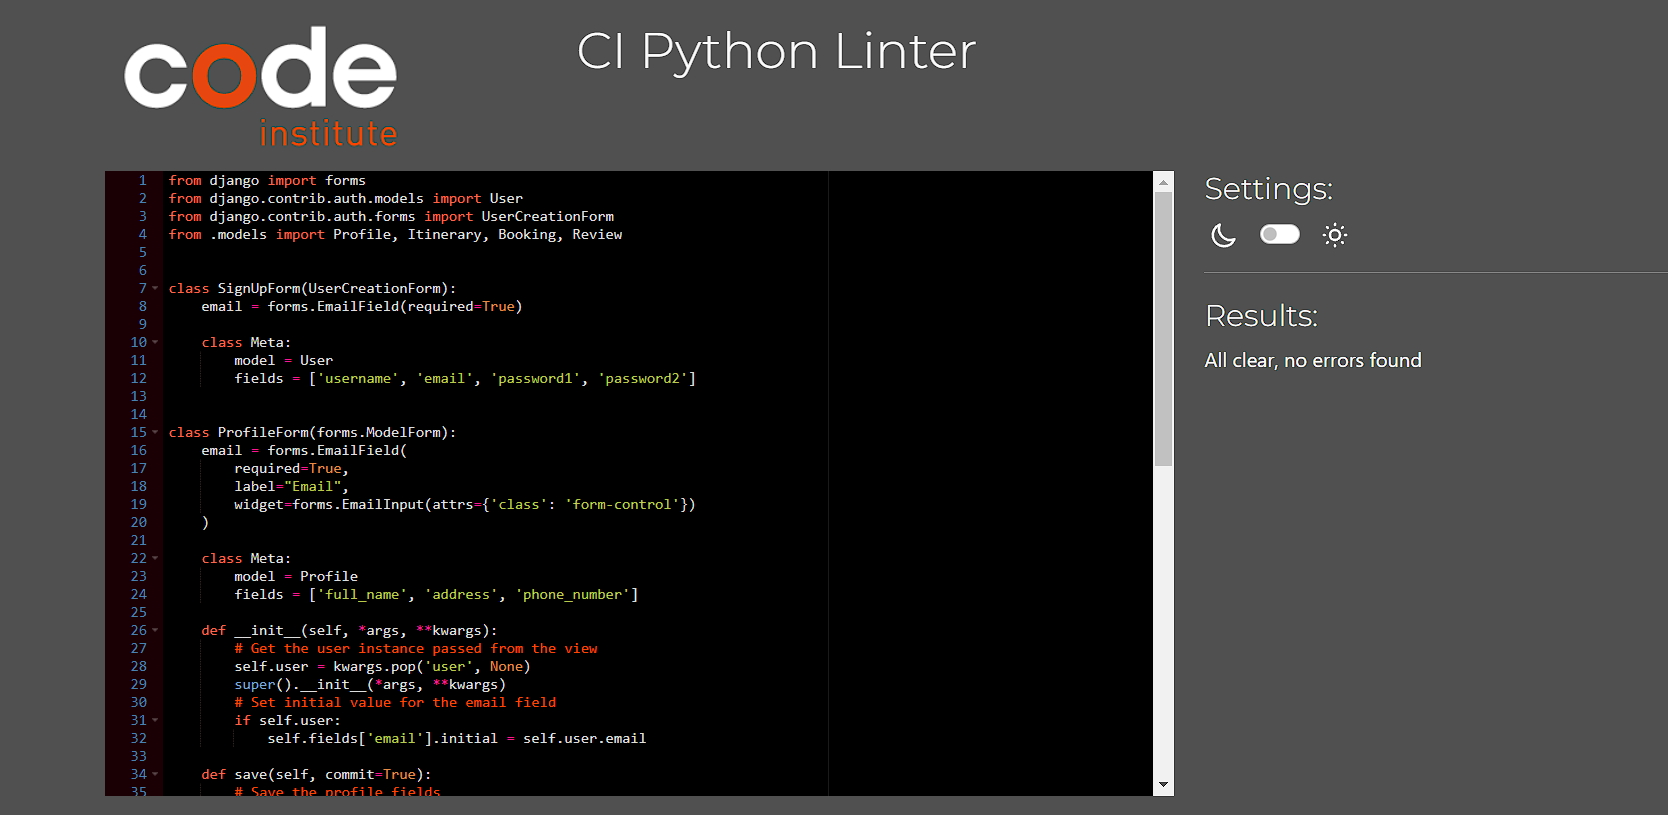 code
institute
CI Python Linter
1 from django import forms
2 from django.contrib.auth.models import User
3 from django.contrib.auth.forms import UserCreationForm
4 from .models import Profile, Itinerary, Booking, Review
5
6
7 class SignUpForm(UserCreationForm):
8     email = forms.EmailField(required=True)
9
10     class Meta:
11         model = User
12         fields = ['username', 'email', 'password1', 'password2']
13
14
15 class ProfileForm(forms.ModelForm):
16     email = forms.EmailField(
17         required=True,
18         label="Email",
19         widget=forms.EmailInput(attrs={'class': 'form-control'})
20     )
21
22     class Meta:
23         model = Profile
24         fields = ['full_name', 'address', 'phone_number']
25
26     def __init__(self, *args, **kwargs):
27         # Get the user instance passed from the view
28         self.user = kwargs.pop('user', None)
29         super().__init__(*args, **kwargs)
30         # Set initial value for the email field
31         if self.user:
32             self.fields['email'].initial = self.user.email
33
34     def save(self, commit=True):
35         # Save the profile fields
Settings:
Results:
All clear, no errors found